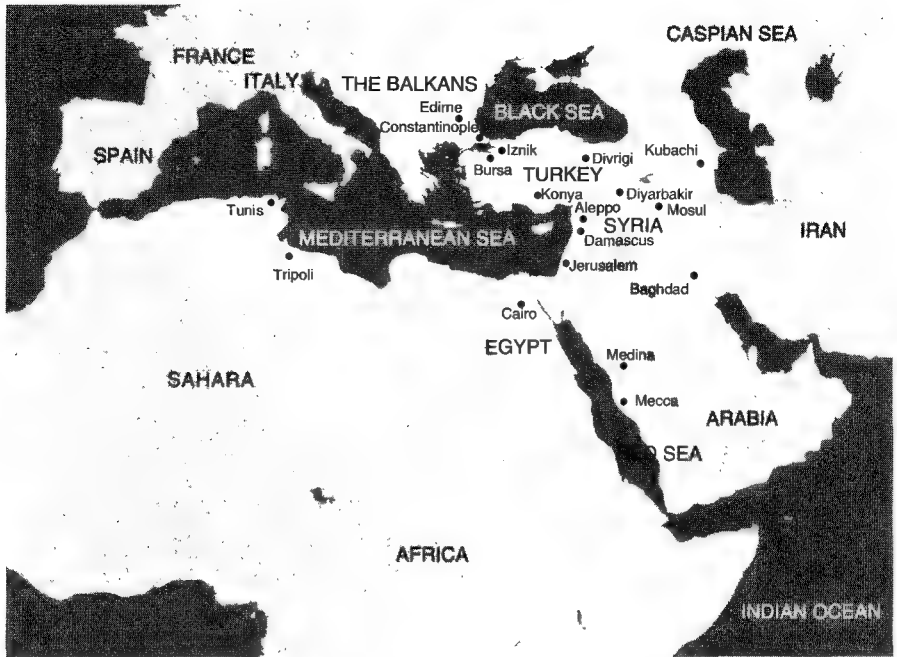 CASPIAN SEA
FRANCE
ITALY
THE BALKANS
Edirne
BLACK SEA
Constantinople
SPAIN
Iznik
Kubachi
Bursa
Divrigi
TURKEY
Konya
Diyarbakir
Tunis
Aleppo
Mosul
SYRIA
IRAN
MEDITERRANEAN SEA
Damascus
Jerusalem
Tripoli
Baghdad
Cairo
EGYPT
Medina
SAHARA
Mecca
ARABIA
SEA
AFRICA
INDIAN OCEAN